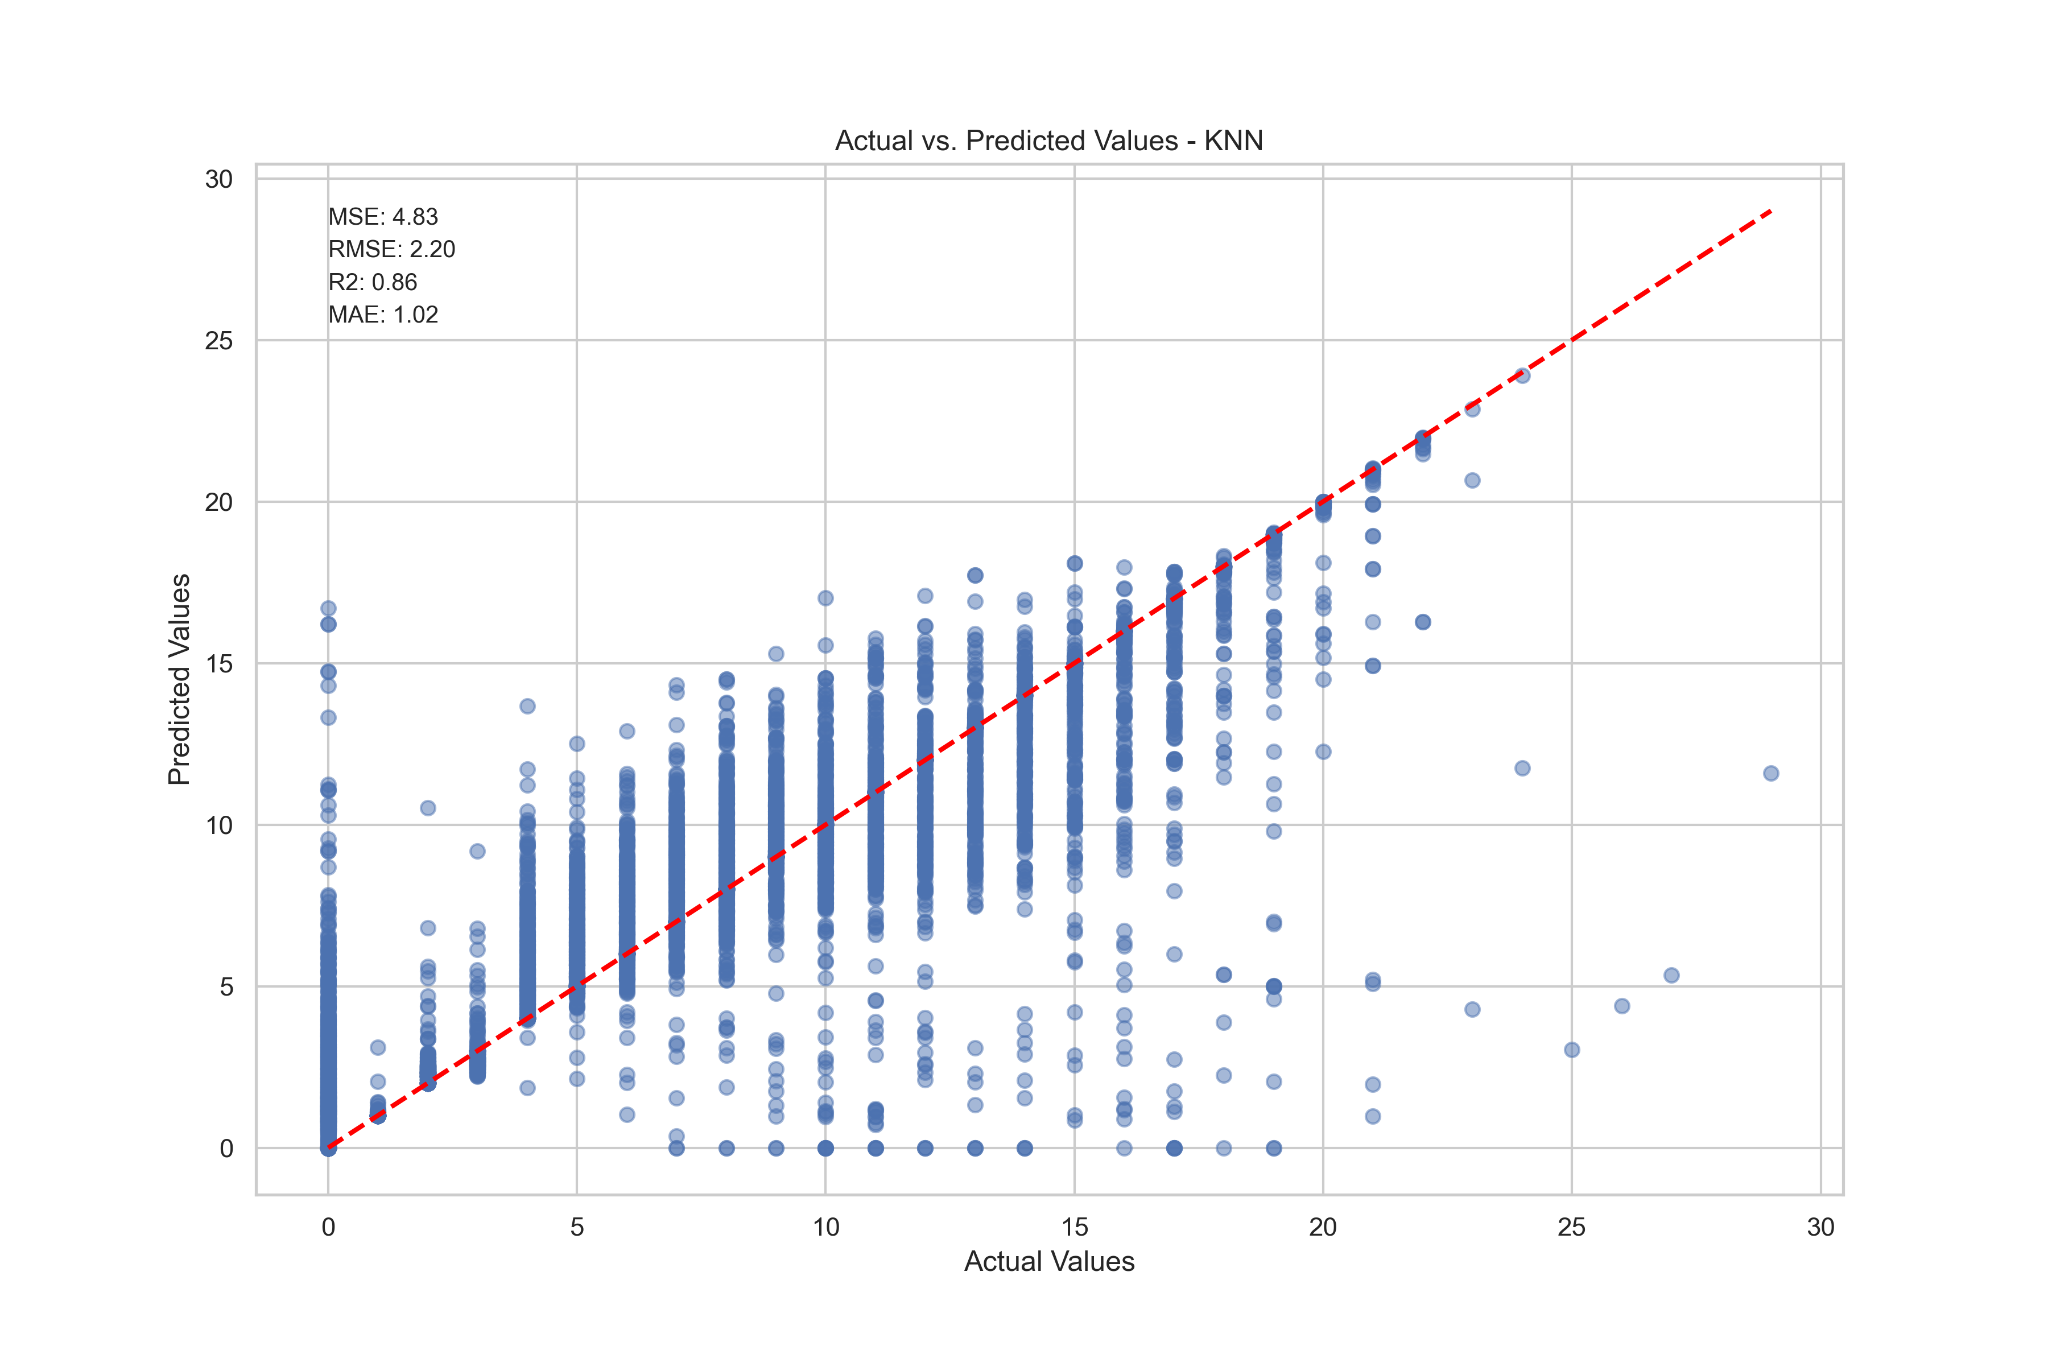 Actual vs. Predicted Values - KNN
30
MSE: 4.83
RMSE: 2.20
R2: 0.86
MAE: 1.02
25
20
15
10
5
0
Predicted Values
0 5 10 15 20 25 30
Actual Values